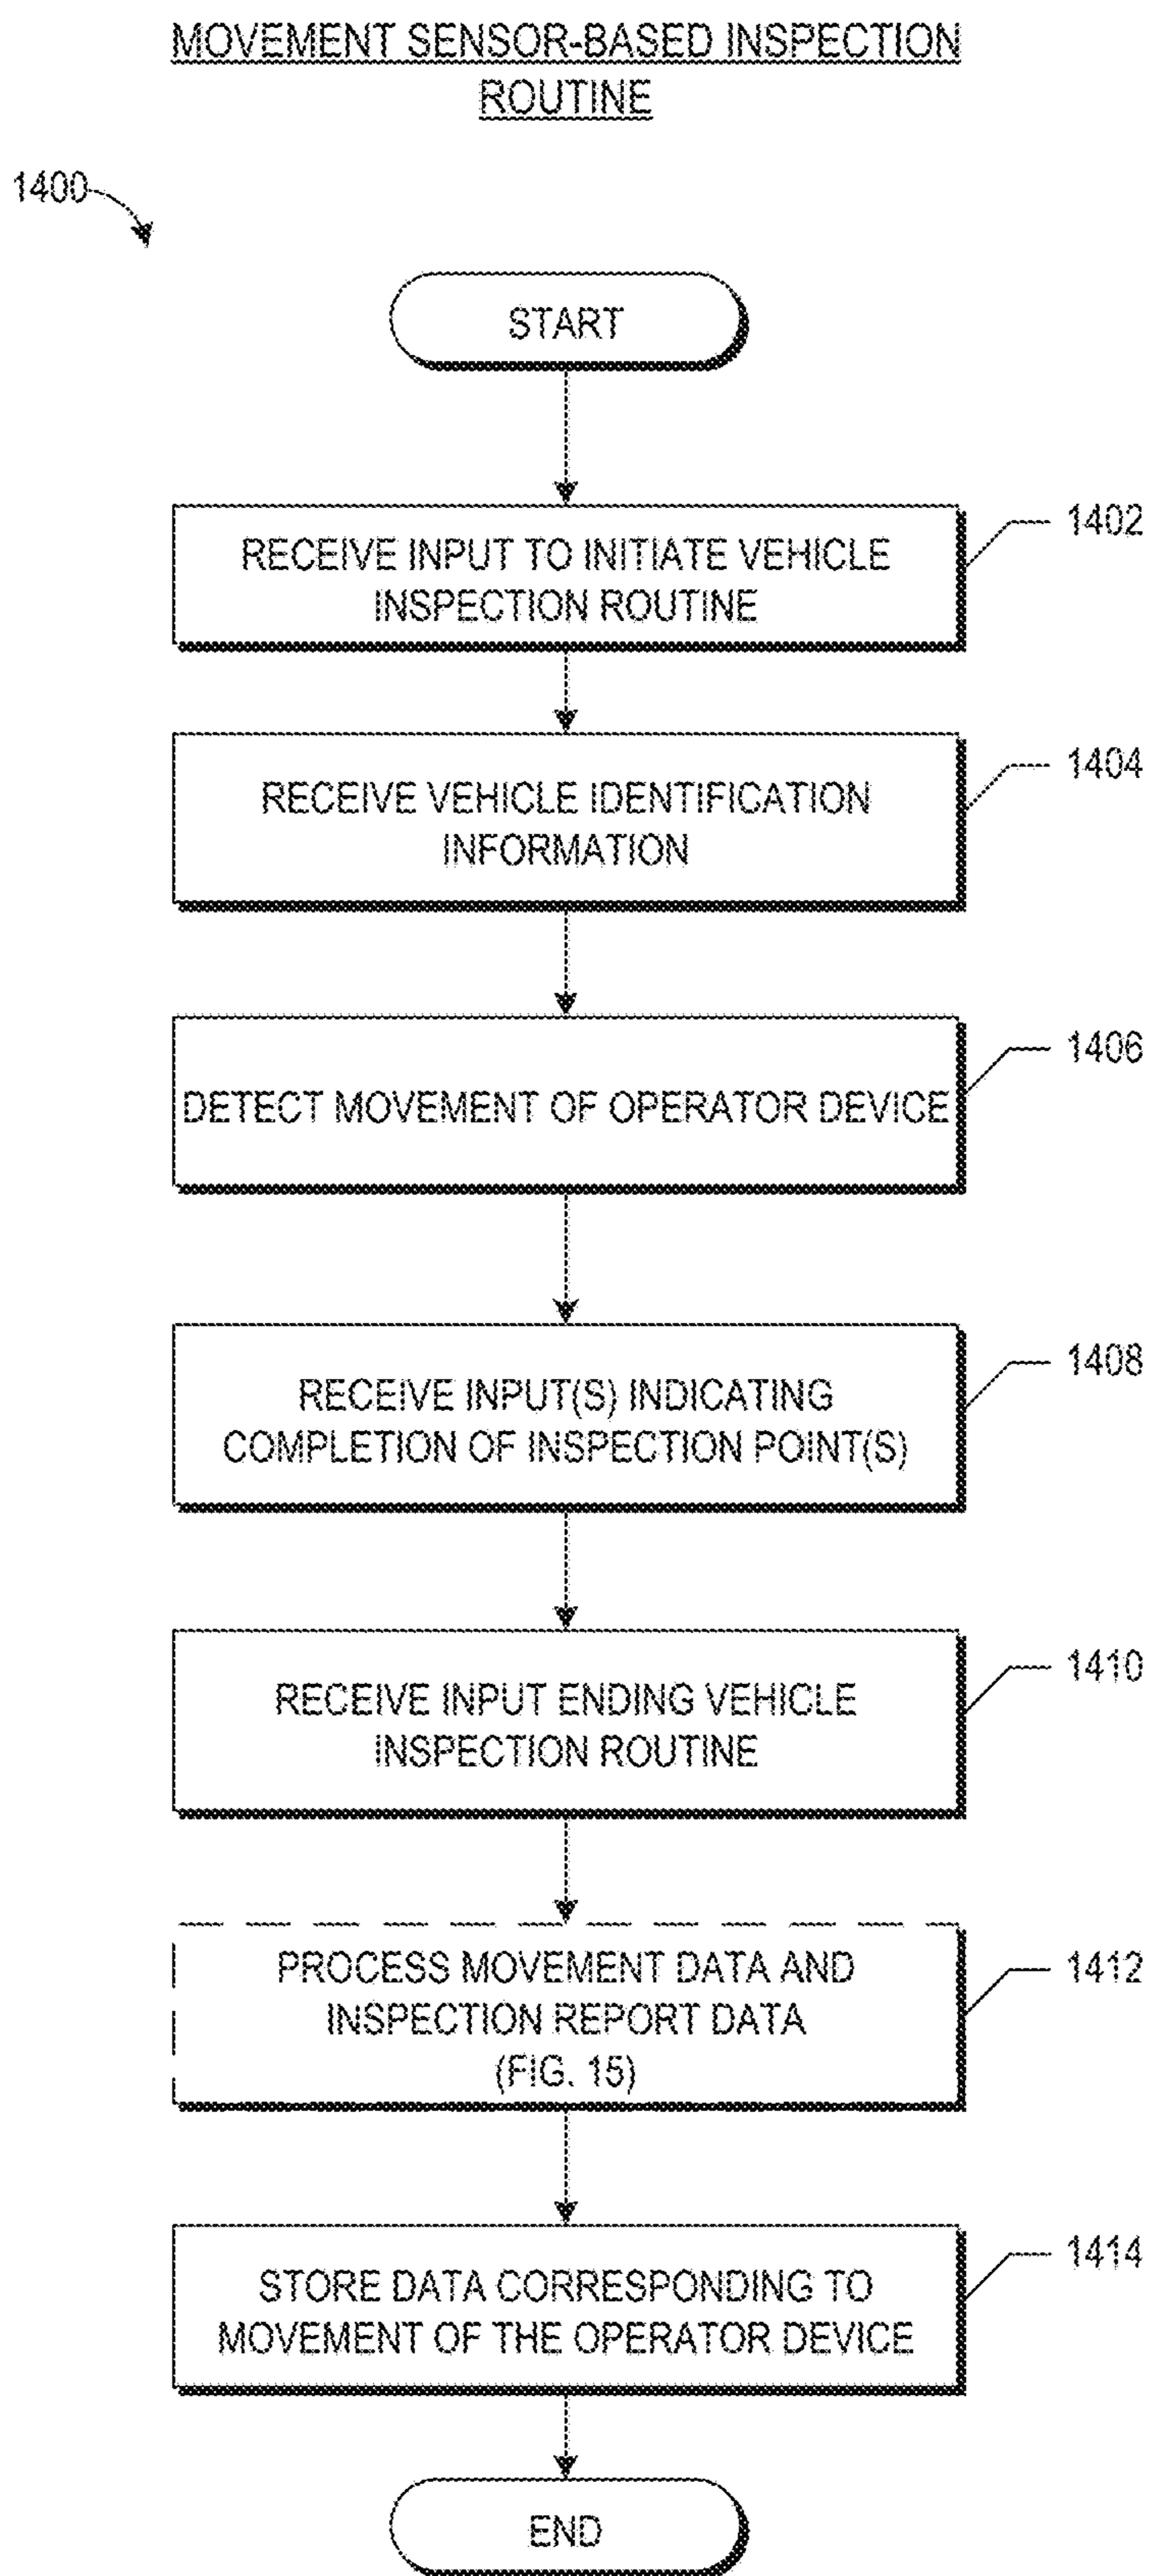 MOVEMENT SENSOR-BASED INSPECTION
ROUTINE
1400
START
RECEIVE INPUT TO INITIATE VEHICLE
INSPECTION ROUTINE
1402
RECEIVE VEHICLE IDENTIFICATION
INFORMATION
1404
DETECT MOVEMENT OF OPERATOR DEVICE
1406
RECEIVE INPUT(S) INDICATING
COMPLETION OF INSPECTION POINT(S)
1408
RECEIVE INPUT ENDING VEHICLE
INSPECTION ROUTINE
1410
PROCESS MOVEMENT DATA AND
INSPECTION REPORT DATA
(FIG. 15)
1412
STORE DATA CORRESPONDING TO
MOVEMENT OF THE OPERATOR DEVICE
1414
END